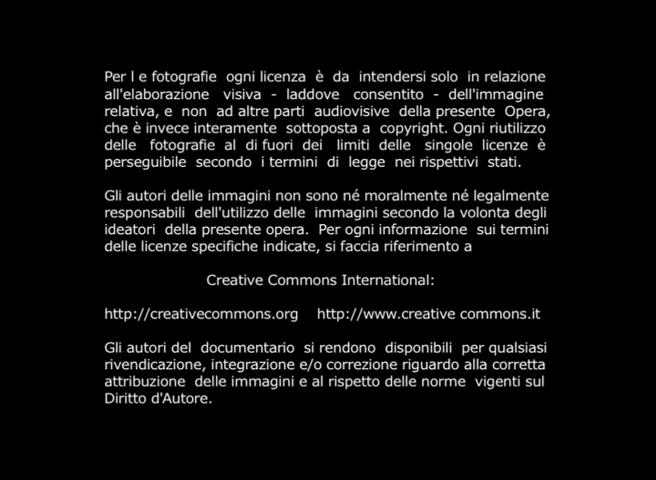 Per l e fotografie ogni licenza è da intendersi solo in relazione
all'elaborazione visiva - laddove consentito - dell'immagine
relativa, e non ad altre parti audiovisive della presente Opera,
che è invece interamente sottoposta a copyright. Ogni riutilizzo
delle fotografie al di fuori dei limiti delle singole licenze è
perseguibile secondo i termini di legge nei rispettivi stati.
Gli autori delle immagini non sono né moralmente né legalmente
responsabili dell'utilizzo delle immagini secondo la volonta degli
ideatori della presente opera. Per ogni informazione sui termini
delle licenze specifiche indicate, si faccia riferimento a
Creative Commons International:
http://creativecommons.org http://www.creative commons.it
Gli autori del documentario si rendono disponibili per qualsiasi
rivendicazione, integrazione e/o correzione riguardo alla corretta
attribuzione delle immagini e al rispetto delle norme vigenti sul
Diritto d'Autore.